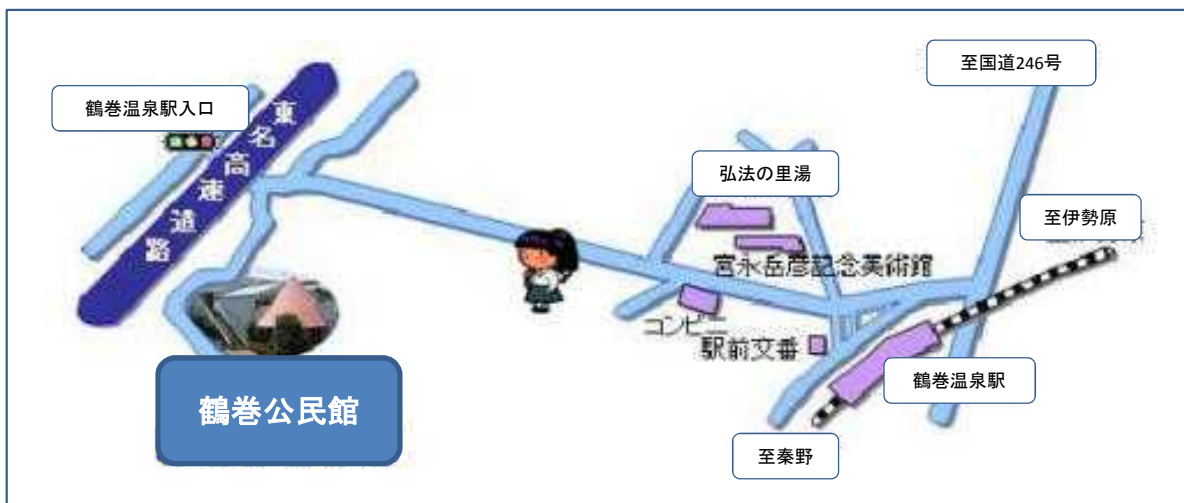 至国道246号
鶴巻温泉駅入口
東名高速道路
弘法の里湯
至伊勢原
宮永岳彦記念美術館
コンビニ
駅前交番
鶴巻温泉駅
鶴巻公民館
至秦野